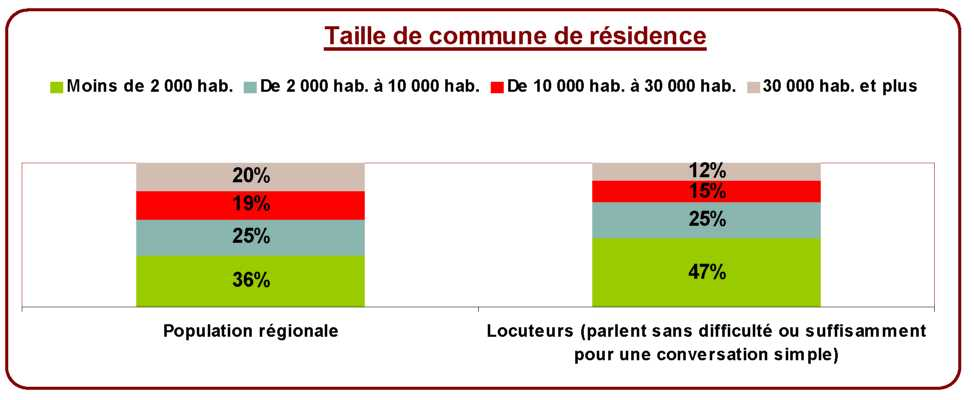 Taille de commune de résidence
Moins de 2 000 hab. De 2 000 hab. à 10 000 hab. De 10 000 hab. à 30 000 hab. 30 000 hab. et plus
20% 12%
19% 15%
25% 25%
36% 47%
Population régionale Locuteurs (parlent sans difficulté ou suffisamment
pour une conversation simple)